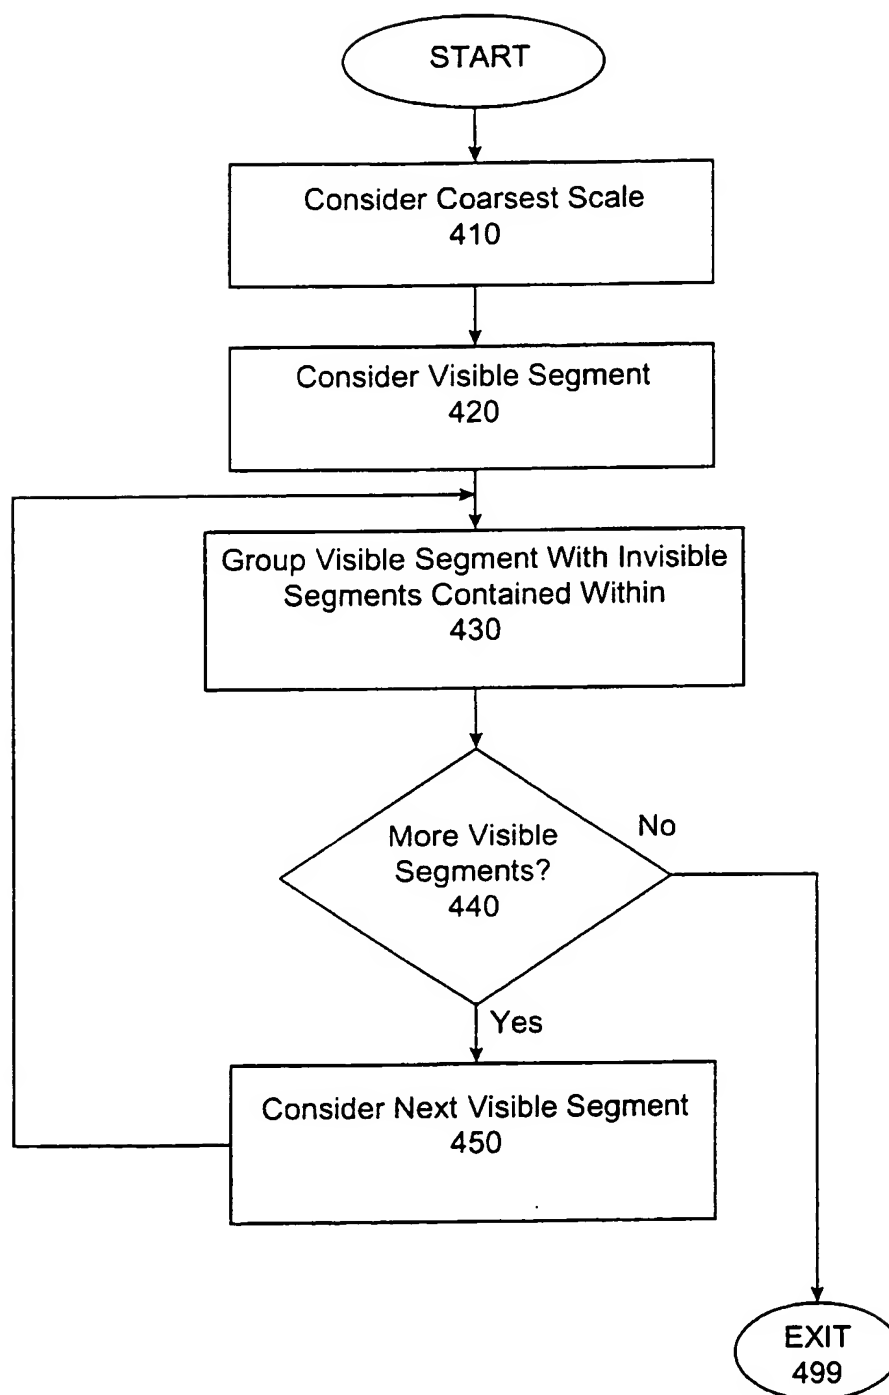 START
Consider Coarsest Scale
410
Consider Visible Segment
420
Group Visible Segment With Invisible
Segments Contained Within
430
More Visible
Segments?
440
No
Yes
Consider Next Visible Segment
450
EXIT
499